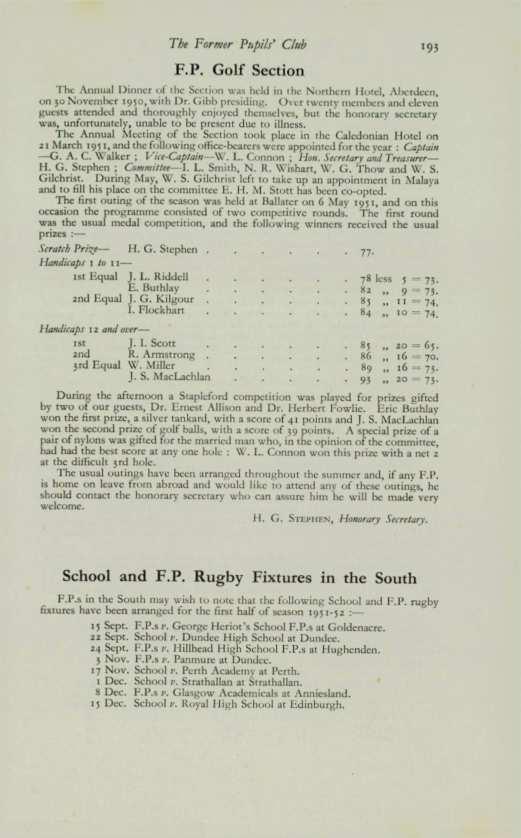 The Former Pupils' Club 193
F.P. Golf Section
The Annual Dinner of the Section was held in the Northern Hotel, Aberdeen,
on 30 November 1950, with Dr. Gibb presiding. Over twenty members and eleven
guests attended and thoroughly enjoyed themselves, but the honorary secretary
was, unfortunately, unable to be present due to illness.
The Annual Meeting of the Section took place in the Caledonian Hotel on
21 March 1951, and the following office-bearers were appointed for the year : Captain
—G. A. C. Walker ; Vice-Captain—W. L. Connon ; Hon. Secretary and Treasurer—
H. G. Stephen ; Committee—I. L. Smith, N. R. Wishart, W. G. Thow and W. S.
Gilchrist. During May, W. S. Gilchrist left to take up an appointment in Malaya
and to fill his place on the committee E. H. M. Stott has been co-opted.
The first outing of the season was held at Ballater on 6 May 1951, and on this
occasion the programme consisted of two competitive rounds. The first round
was the usual medal competition, and the following winners received the usual
prizes :—
Scratch Prize— H. G. Stephen . . . . . . 77.
Handicaps 1 to 11—
1st Equal J. L. Riddell . . . . . . 78 less 5 = 73.
E. Buthlay . . . . . . 82 ,, 9 = 73.
2nd Equal J. G. Kilgour . . . . . . 85 ,, 11 = 74.
I. Flockhart . . . . . . 84 ,, 10 = 74.
Handicaps 12 and over—
1st J. I. Scott . . . . . . 85 ,, 20 = 65.
2nd R. Armstrong . . . . . . 86 ,, 16 = 70.
3rd Equal W. Miller . . . . . . 89 ,, 16 = 73.
J. S. MacLachlan . . . . . 93 ,, 20 = 73.
During the afternoon a Stapleford competition was played for prizes gifted
by two of our guests, Dr. Ernest Allison and Dr. Herbert Fowlie. Eric Buthlay
won the first prize, a silver tankard, with a score of 41 points and J. S. MacLachlan
won the second prize of golf balls, with a score of 39 points. A special prize of a
pair of nylons was gifted for the married man who, in the opinion of the committee,
had had the best score at any one hole : W. L. Connon won this prize with a net 2
at the difficult 3rd hole.
The usual outings have been arranged throughout the summer and, if any F.P.
is home on leave from abroad and would like to attend any of these outings, he
should contact the honorary secretary who can assure him he will be made very
welcome.
H. G. Stephen, Honorary Secretary.
School and F.P. Rugby Fixtures in the South
F.P.s in the South may wish to note that the following School and F.P. rugby
fixtures have been arranged for the first half of season 1951-52 :—
15 Sept. F.P.s v. George Heriot's School F.P.s at Goldenacre.
22 Sept. School v. Dundee High School at Dundee.
24 Sept. F.P.s v. Hillhead High School F.P.s at Hughenden.
3 Nov. F.P.s v. Panmure at Dundee.
17 Nov. School v. Perth Academy at Perth.
1 Dec. School v. Strathallan at Strathallan.
8 Dec. F.P.s v. Glasgow Academicals at Anniesland.
15 Dec. School v. Royal High School at Edinburgh.